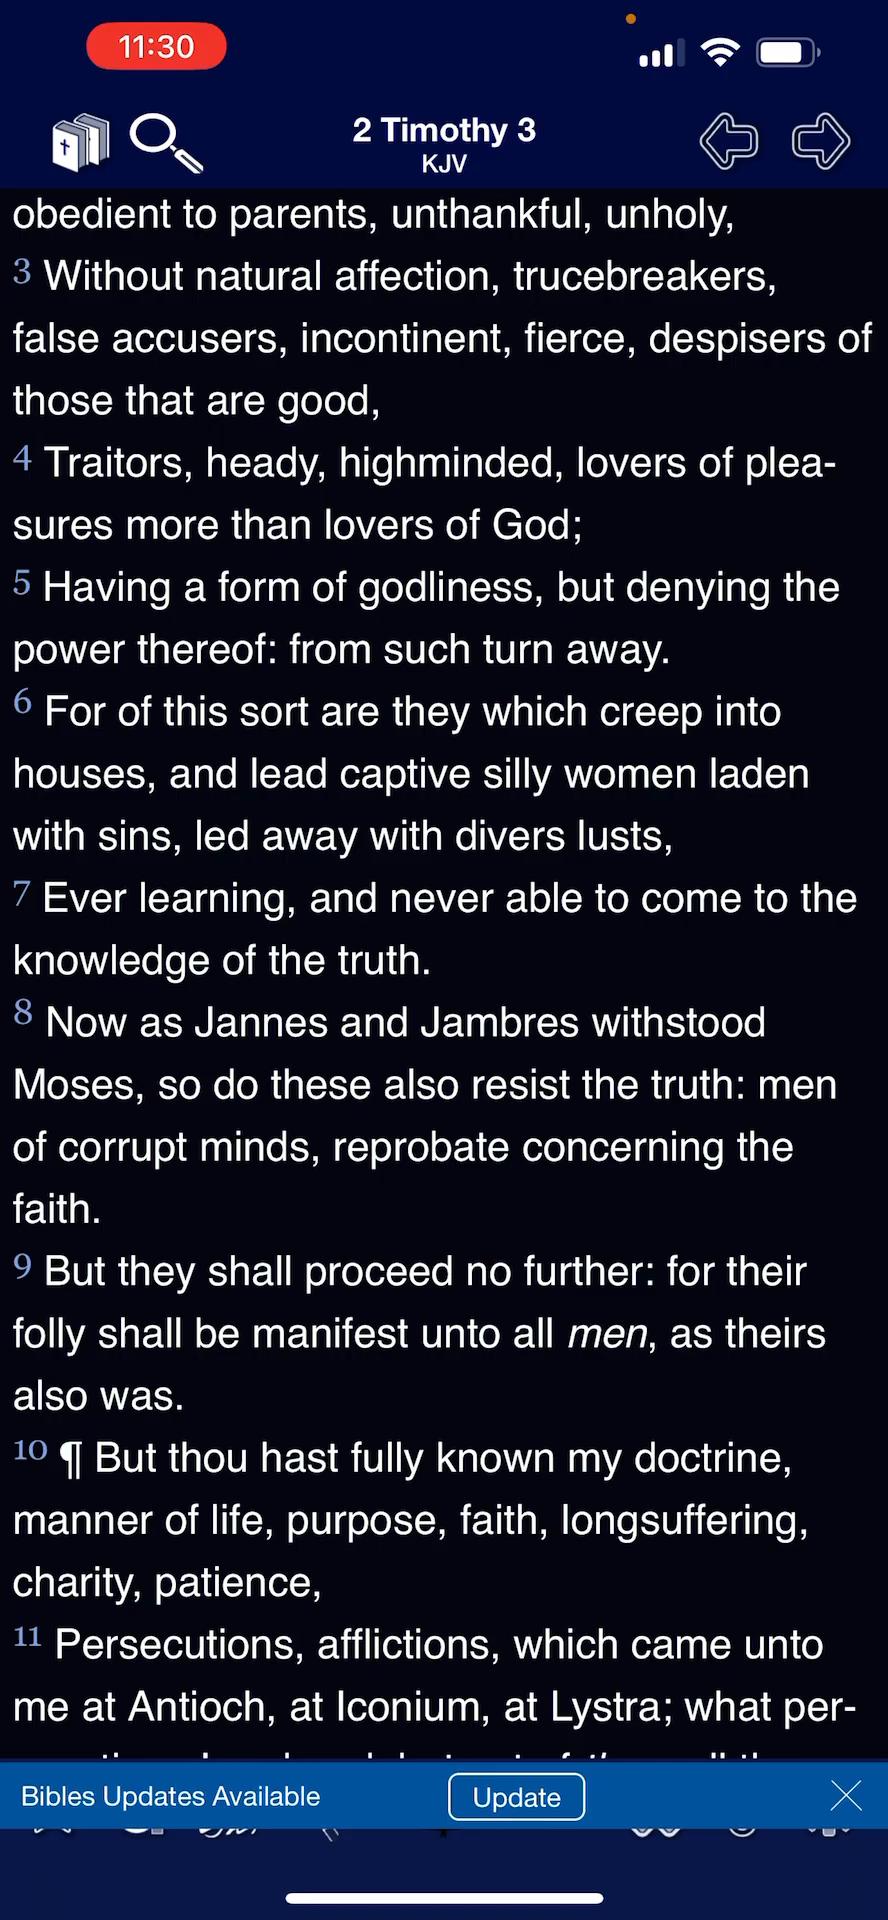 11:30
2 Timothy 3
KJV
obedient to parents, unthankful, unholy,
3 Without natural affection, trucebreakers,
false accusers, incontinent, fierce, despisers of
those that are good,
4 Traitors, heady, highminded, lovers of plea-
sures more than lovers of God;
5 Having a form of godliness, but denying the
power thereof: from such turn away.
6 For of this sort are they which creep into
houses, and lead captive silly women laden
with sins, led away with divers lusts,
7 Ever learning, and never able to come to the
knowledge of the truth.
8 Now as Jannes and Jambres withstood
Moses, so do these also resist the truth: men
of corrupt minds, reprobate concerning the
faith.
9 But they shall proceed no further: for their
folly shall be manifest unto all men, as theirs
also was.
10 ¶ But thou hast fully known my doctrine,
manner of life, purpose, faith, longsuffering,
charity, patience,
11 Persecutions, afflictions, which came unto
me at Antioch, at Iconium, at Lystra; what per-
Bibles Updates Available
Update